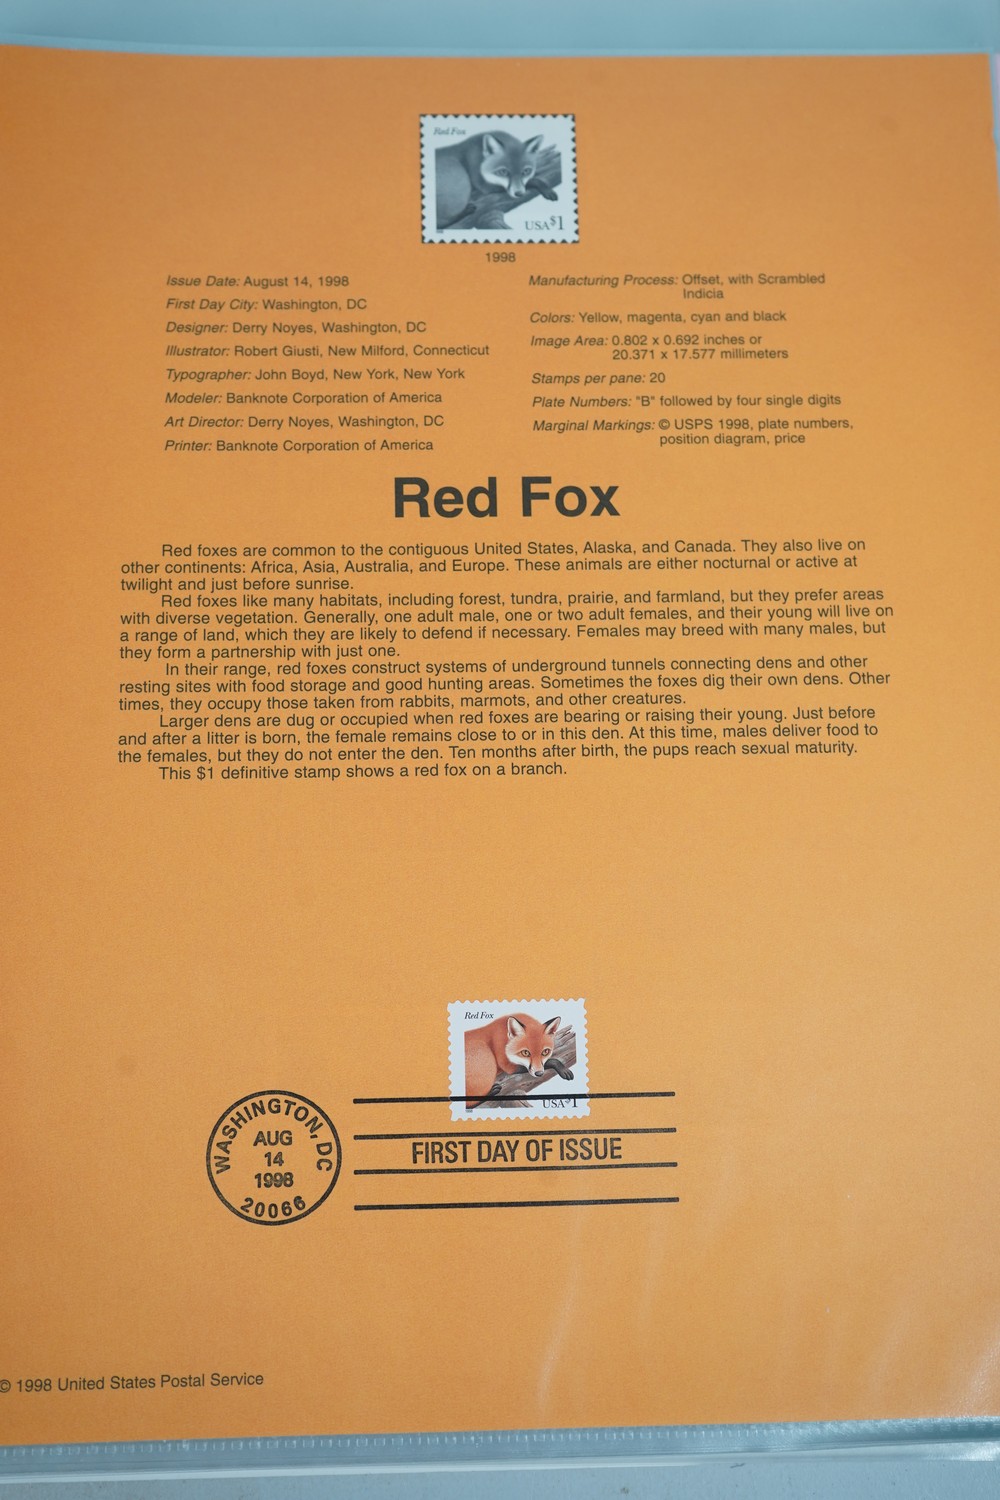 Red Fox
USA $1
1998
Issue Date: August 14, 1998
First Day City: Washington, DC
Designer: Derry Noyes, Washington, DC
Illustrator: Robert Giusti, New Milford, Connecticut
Typographer: John Boyd, New York, New York
Modeler: Banknote Corporation of America
Art Director: Derry Noyes, Washington, DC
Printer: Banknote Corporation of America
Manufacturing Process: Offset, with Scrambled
Indicia
Colors: Yellow, magenta, cyan and black
Image Area: 0.802 x 0.692 inches or
20.371 x 17.577 millimeters
Stamps per pane: 20
Plate Numbers: "B" followed by four single digits
Marginal Markings: © USPS 1998, plate numbers,
position diagram, price
Red Fox
Red foxes are common to the contiguous United States, Alaska, and Canada. They also live on
other continents: Africa, Asia, Australia, and Europe. These animals are either nocturnal or active at
twilight and just before sunrise.
Red foxes like many habitats, including forest, tundra, prairie, and farmland, but they prefer areas
with diverse vegetation. Generally, one adult male, one or two adult females, and their young will live on
a range of land, which they are likely to defend if necessary. Females may breed with many males, but
they form a partnership with just one.
In their range, red foxes construct systems of underground tunnels connecting dens and other
resting sites with food storage and good hunting areas. Sometimes the foxes dig their own dens. Other
times, they occupy those taken from rabbits, marmots, and other creatures.
Larger dens are dug or occupied when red foxes are bearing or raising their young. Just before
and after a litter is born, the female remains close to or in this den. At this time, males deliver food to
the females, but they do not enter the den. Ten months after birth, the pups reach sexual maturity.
This $1 definitive stamp shows a red fox on a branch.
Red Fox
USA $1
WASHINGTON, DC
AUG
14
1998
20066
FIRST DAY OF ISSUE
© 1998 United States Postal Service